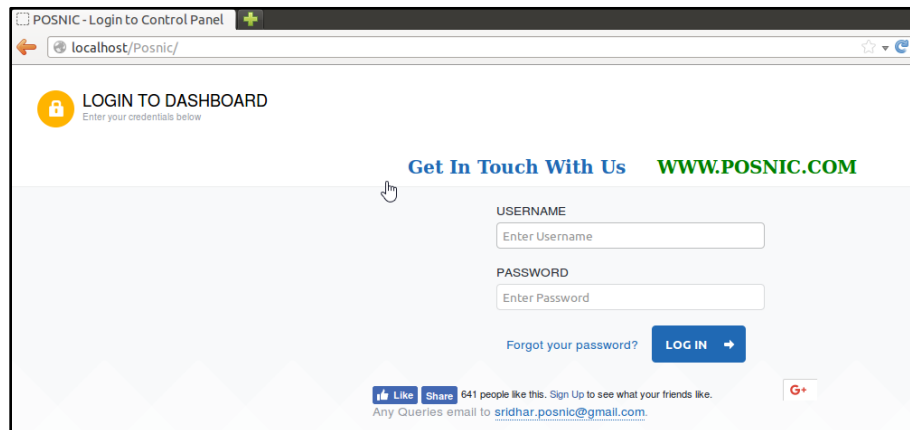 POSNIC - Login to Control Panel
localhost/Posnic/
LOGIN TO DASHBOARD
Enter your credentials below
Get In Touch With Us WWW.POSNIC.COM
USERNAME
Enter Username
PASSWORD
Enter Password
Forgot your password? LOG IN
Like Share 641 people like this. Sign Up to see what your friends like.
G+
Any Queries email to sridhar.posnic@gmail.com.